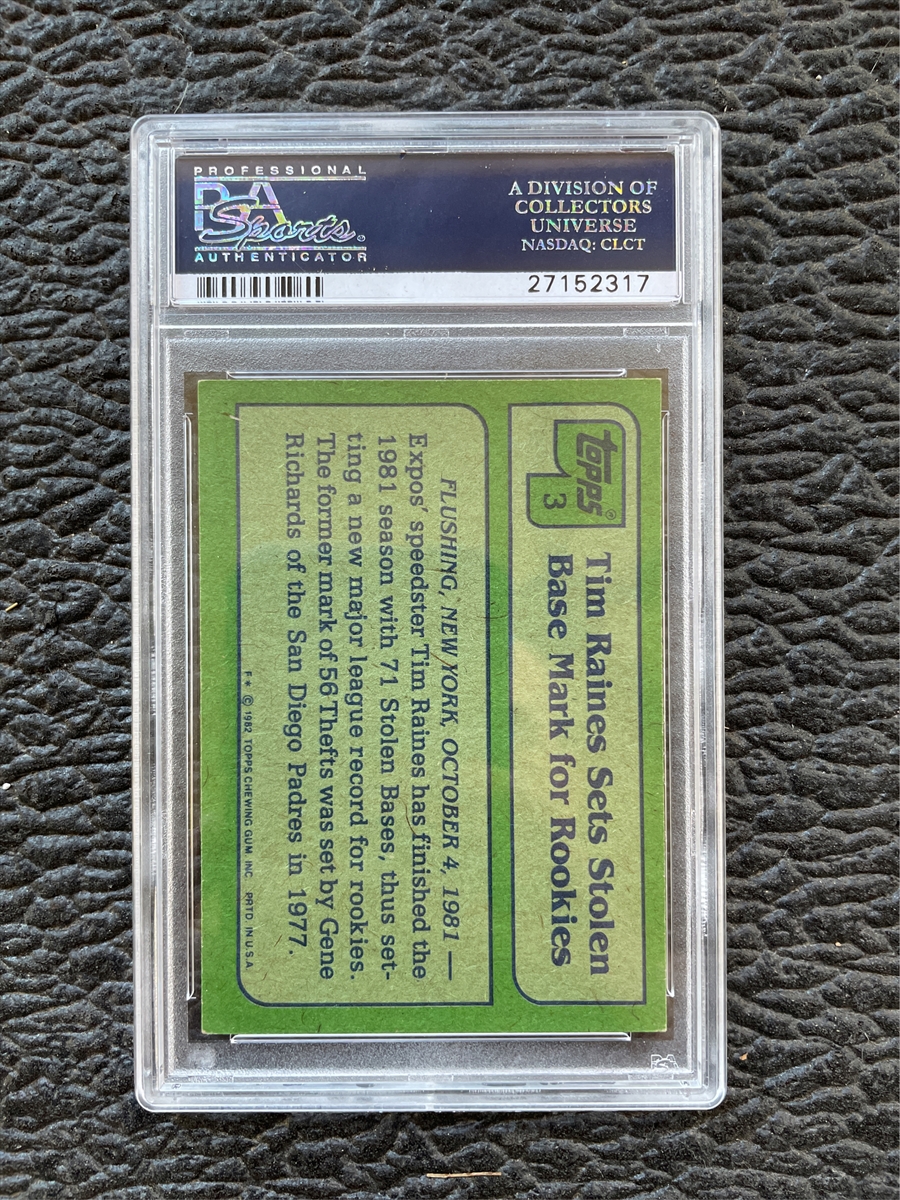 PROFESSIONAL
PSA
Sports
AUTHENTICATOR
A DIVISION OF
COLLECTORS
UNIVERSE
NASDAQ: CLCT
27152317
topps®
3
Tim Raines Sets Stolen
Base Mark for Rookies
FLUSHING, NEW YORK, OCTOBER 4, 1981 —
Expos' speedster Tim Raines has finished the
1981 season with 71 Stolen Bases, thus set-
ting a new major league record for rookies.
The former mark of 56 Thefts was set by Gene
Richards of the San Diego Padres in 1977.
F* © 1982 TOPPS CHEWING GUM, INC. PRTD. IN U.S.A.